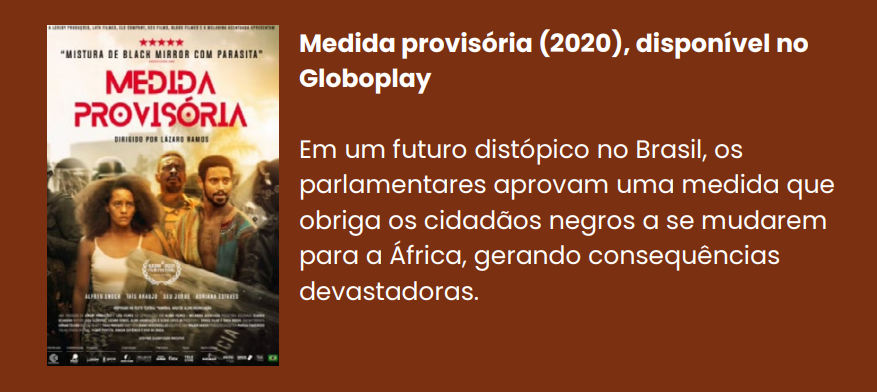 ★★★★★
"MISTURA DE BLACK MIRROR COM PARASITA"
MEDIDA
PROVISÓRIA
DIRIGIDO POR LÁZARO RAMOS
ALFRED ENOCH TAÍS ARAUJO SEU JORGE ADRIANA ESTEVES
Medida provisória (2020), disponível no
Globoplay
Em um futuro distópico no Brasil, os
parlamentares aprovam uma medida que
obriga os cidadãos negros a se mudarem
para a África, gerando consequências
devastadoras.